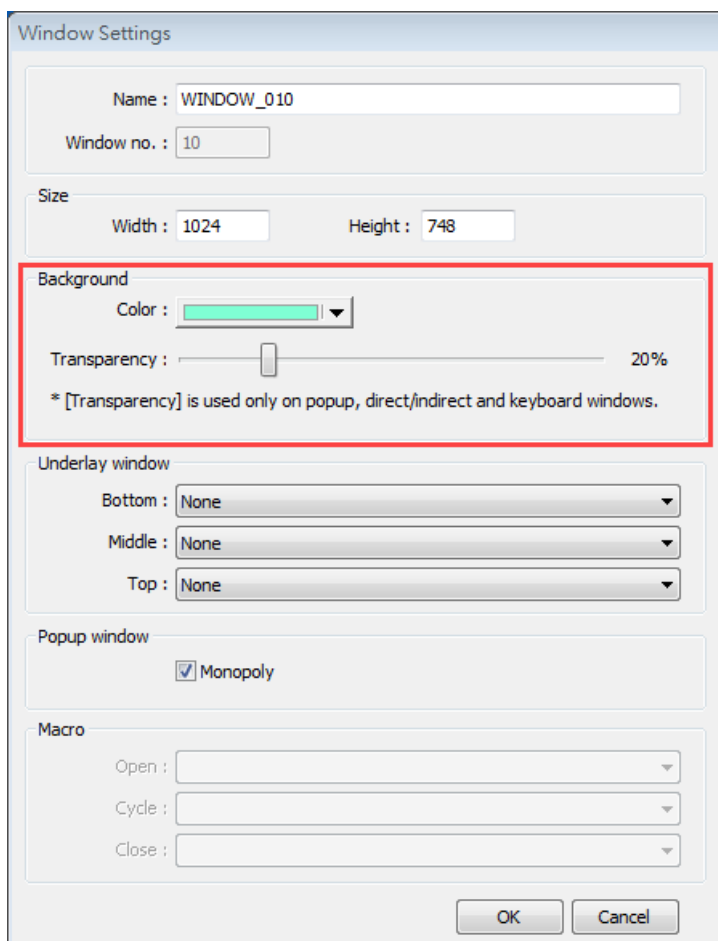 Window Settings
Name : WINDOW_010
Window no. : 10
Size
Width : 1024 Height : 748
Background
Color :
Transparency : 20%
* [Transparency] is used only on popup, direct/indirect and keyboard windows.
Underlay window
Bottom : None
Middle : None
Top : None
Popup window
Monopoly
Macro
Open :
Cycle :
Close :
OK Cancel